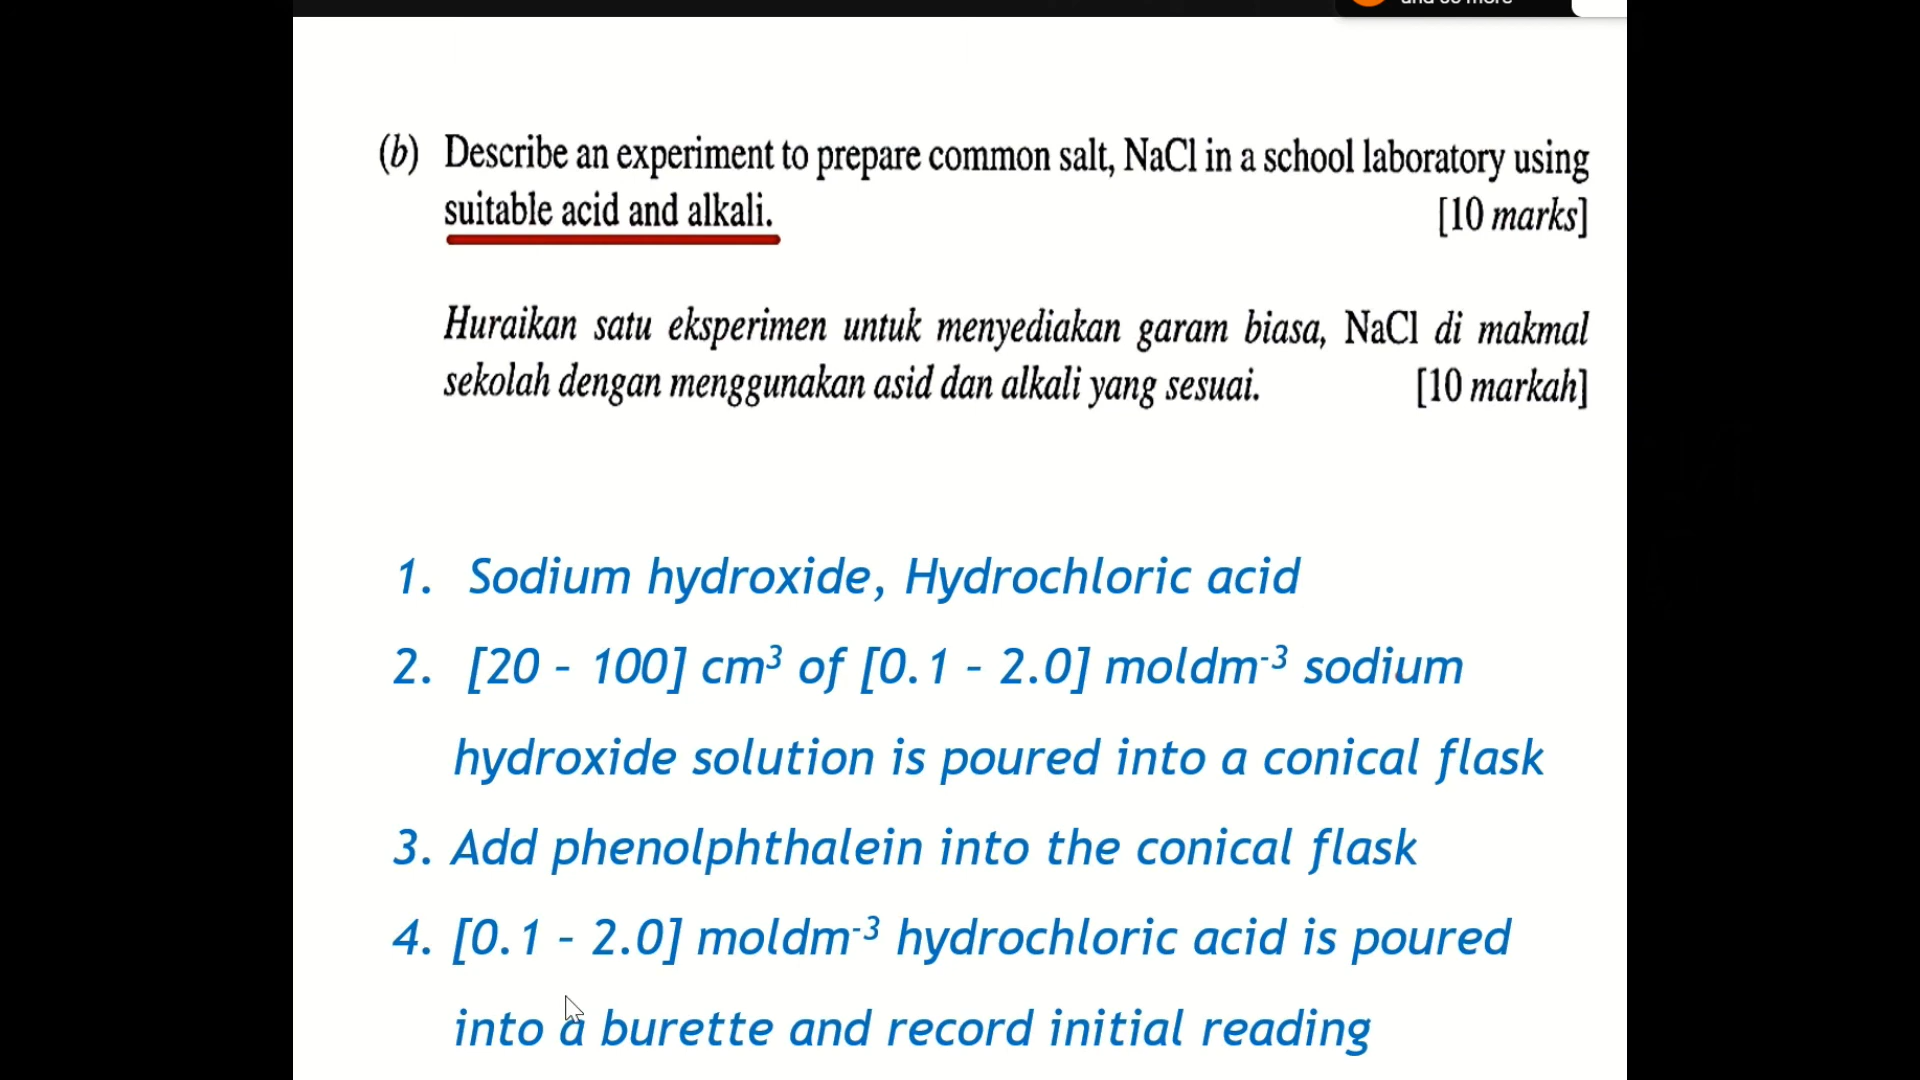 (b) Describe an experiment to prepare common salt, NaCl in a school laboratory using
suitable acid and alkali. [10 marks]
Huraikan satu eksperimen untuk menyediakan garam biasa, NaCl di makmal
sekolah dengan menggunakan asid dan alkali yang sesuai. [10 markah]
1. Sodium hydroxide, Hydrochloric acid
2. [20 – 100] cm³ of [0.1 – 2.0] moldm⁻³ sodium
hydroxide solution is poured into a conical flask
3. Add phenolphthalein into the conical flask
4. [0.1 – 2.0] moldm⁻³ hydrochloric acid is poured
into a burette and record initial reading